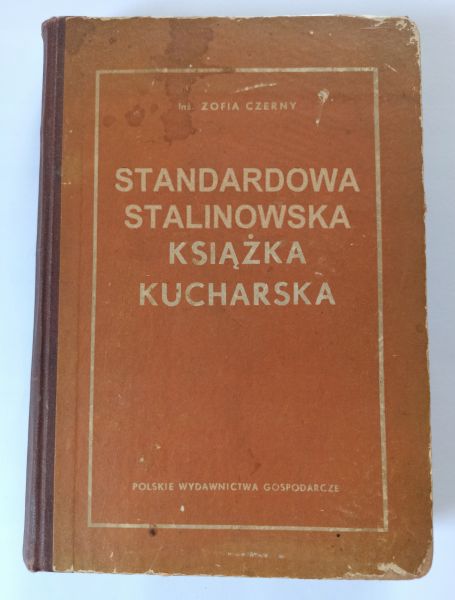 Inż. ZOFIA CZERNY
STANDARDOWA
STALINOWSKA
KSIĄŻKA
KUCHARSKA
POLSKIE WYDAWNICTWA GOSPODARCZE